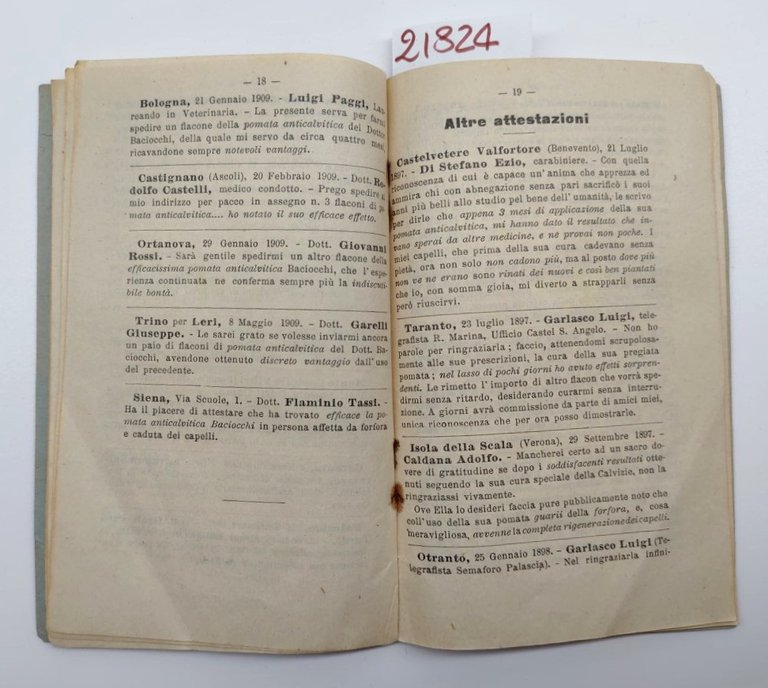 21824
— 18 —
Bologna, 21 Gennaio 1909. - Luigi Paggi, Lau-
reando in Veterinaria. - La presente serve per farmi
spedire un flacone della pomata anticalvitica del Dottor
Baciocchi, della quale mi servo da circa quattro mesi,
ricavandone sempre notevoli vantaggi.
Castignano (Ascoli), 20 Febbraio 1909. - Dott. Ro-
dolfo Castelli, medico condotto. - Prego spedire al
mio indirizzo per pacco in assegno n. 3 flaconi di po-
mata anticalvitica.... ho notato il suo efficace effetto.
Ortanova, 29 Gennaio 1909. - Dott. Giovanni
Rossi. - Sarà gentile spedirmi un altro flacone della
efficacissima pomata anticalvitica Baciocchi, che l'espe-
rienza continuata ne conferma sempre più la indiscu-
bile bontà.
Trino per Leri, 8 Maggio 1909. - Dott. Garelli
Giuseppe. - Le sarei grato se volesse inviarmi ancora
un paio di flaconi di pomata anticalvitica del Dott. Ba-
ciocchi, avendone ottenuto discreto vantaggio dall'uso
del precedente.
Siena, Via Scuole, 1. - Dott. Flaminio Tassi. -
Ha il piacere di attestare che ha trovato efficace la po-
mata anticalvitica Baciocchi in persona affetta da forfora
e caduta dei capelli.
— 19 —
Altre attestazioni
Castelvetere Valfortore (Benevento), 21 Luglio
1897. - Di Stefano Ezio, carabiniere. - Con quella
riconoscenza di cui è capace un'anima che apprezza ed
ammira chi con abnegazione senza pari sacrificò i suoi
anni più belli allo studio pel bene dell'umanità, le scrivo
per dirle che appena 3 mesi di applicazione della sua
pomata anticalvitica, mi hanno dato il risultato che in-
vano sperai da altre medicine, e ne provai non poche. I
miei capelli, che prima della sua cura cadevano senza
pietà, ora non solo non cadono più, ma al posto dove più
non ve ne erano sono rinati dei nuovi e così ben piantati
che io, con somma gioia, mi diverto a strapparli senza
però riuscirvi.
Taranto, 23 luglio 1897. - Garlasco Luigi, tele-
grafista R. Marina, Ufficio Castel S. Angelo. - Non ho
parole per ringraziarla; faccio, attenendomi scrupolosa-
mente alle sue prescrizioni, la cura della sua pregiata
pomata; nel lasso di pochi giorni ho avuto effetti sorpren-
denti. Le rimetto l'importo di altro flacon che vorrà spe-
dirmi senza ritardo, desiderando curarmi senza interru-
zione. A giorni avrà commissione da parte di amici miei,
unica riconoscenza che per ora posso dimostrarle.
Isola della Scala (Verona), 29 Settembre 1897. -
Caldana Adolfo. - Mancherei certo ad un sacro do-
vere di gratitudine se dopo i soddisfacenti resultati otte-
nuti seguendo la sua cura speciale della Calvizie, non la
ringraziassi vivamente.
Ove Ella lo desideri faccia pure pubblicamente noto che
coll'uso della sua pomata guarii della forfora, e, cosa
meravigliosa, avvenne la completa rigenerazione dei capelli.
Otranto, 25 Gennaio 1898. - Garlasco Luigi (Te-
legrafista Semaforo Palascia). - Nel ringraziarla infini-